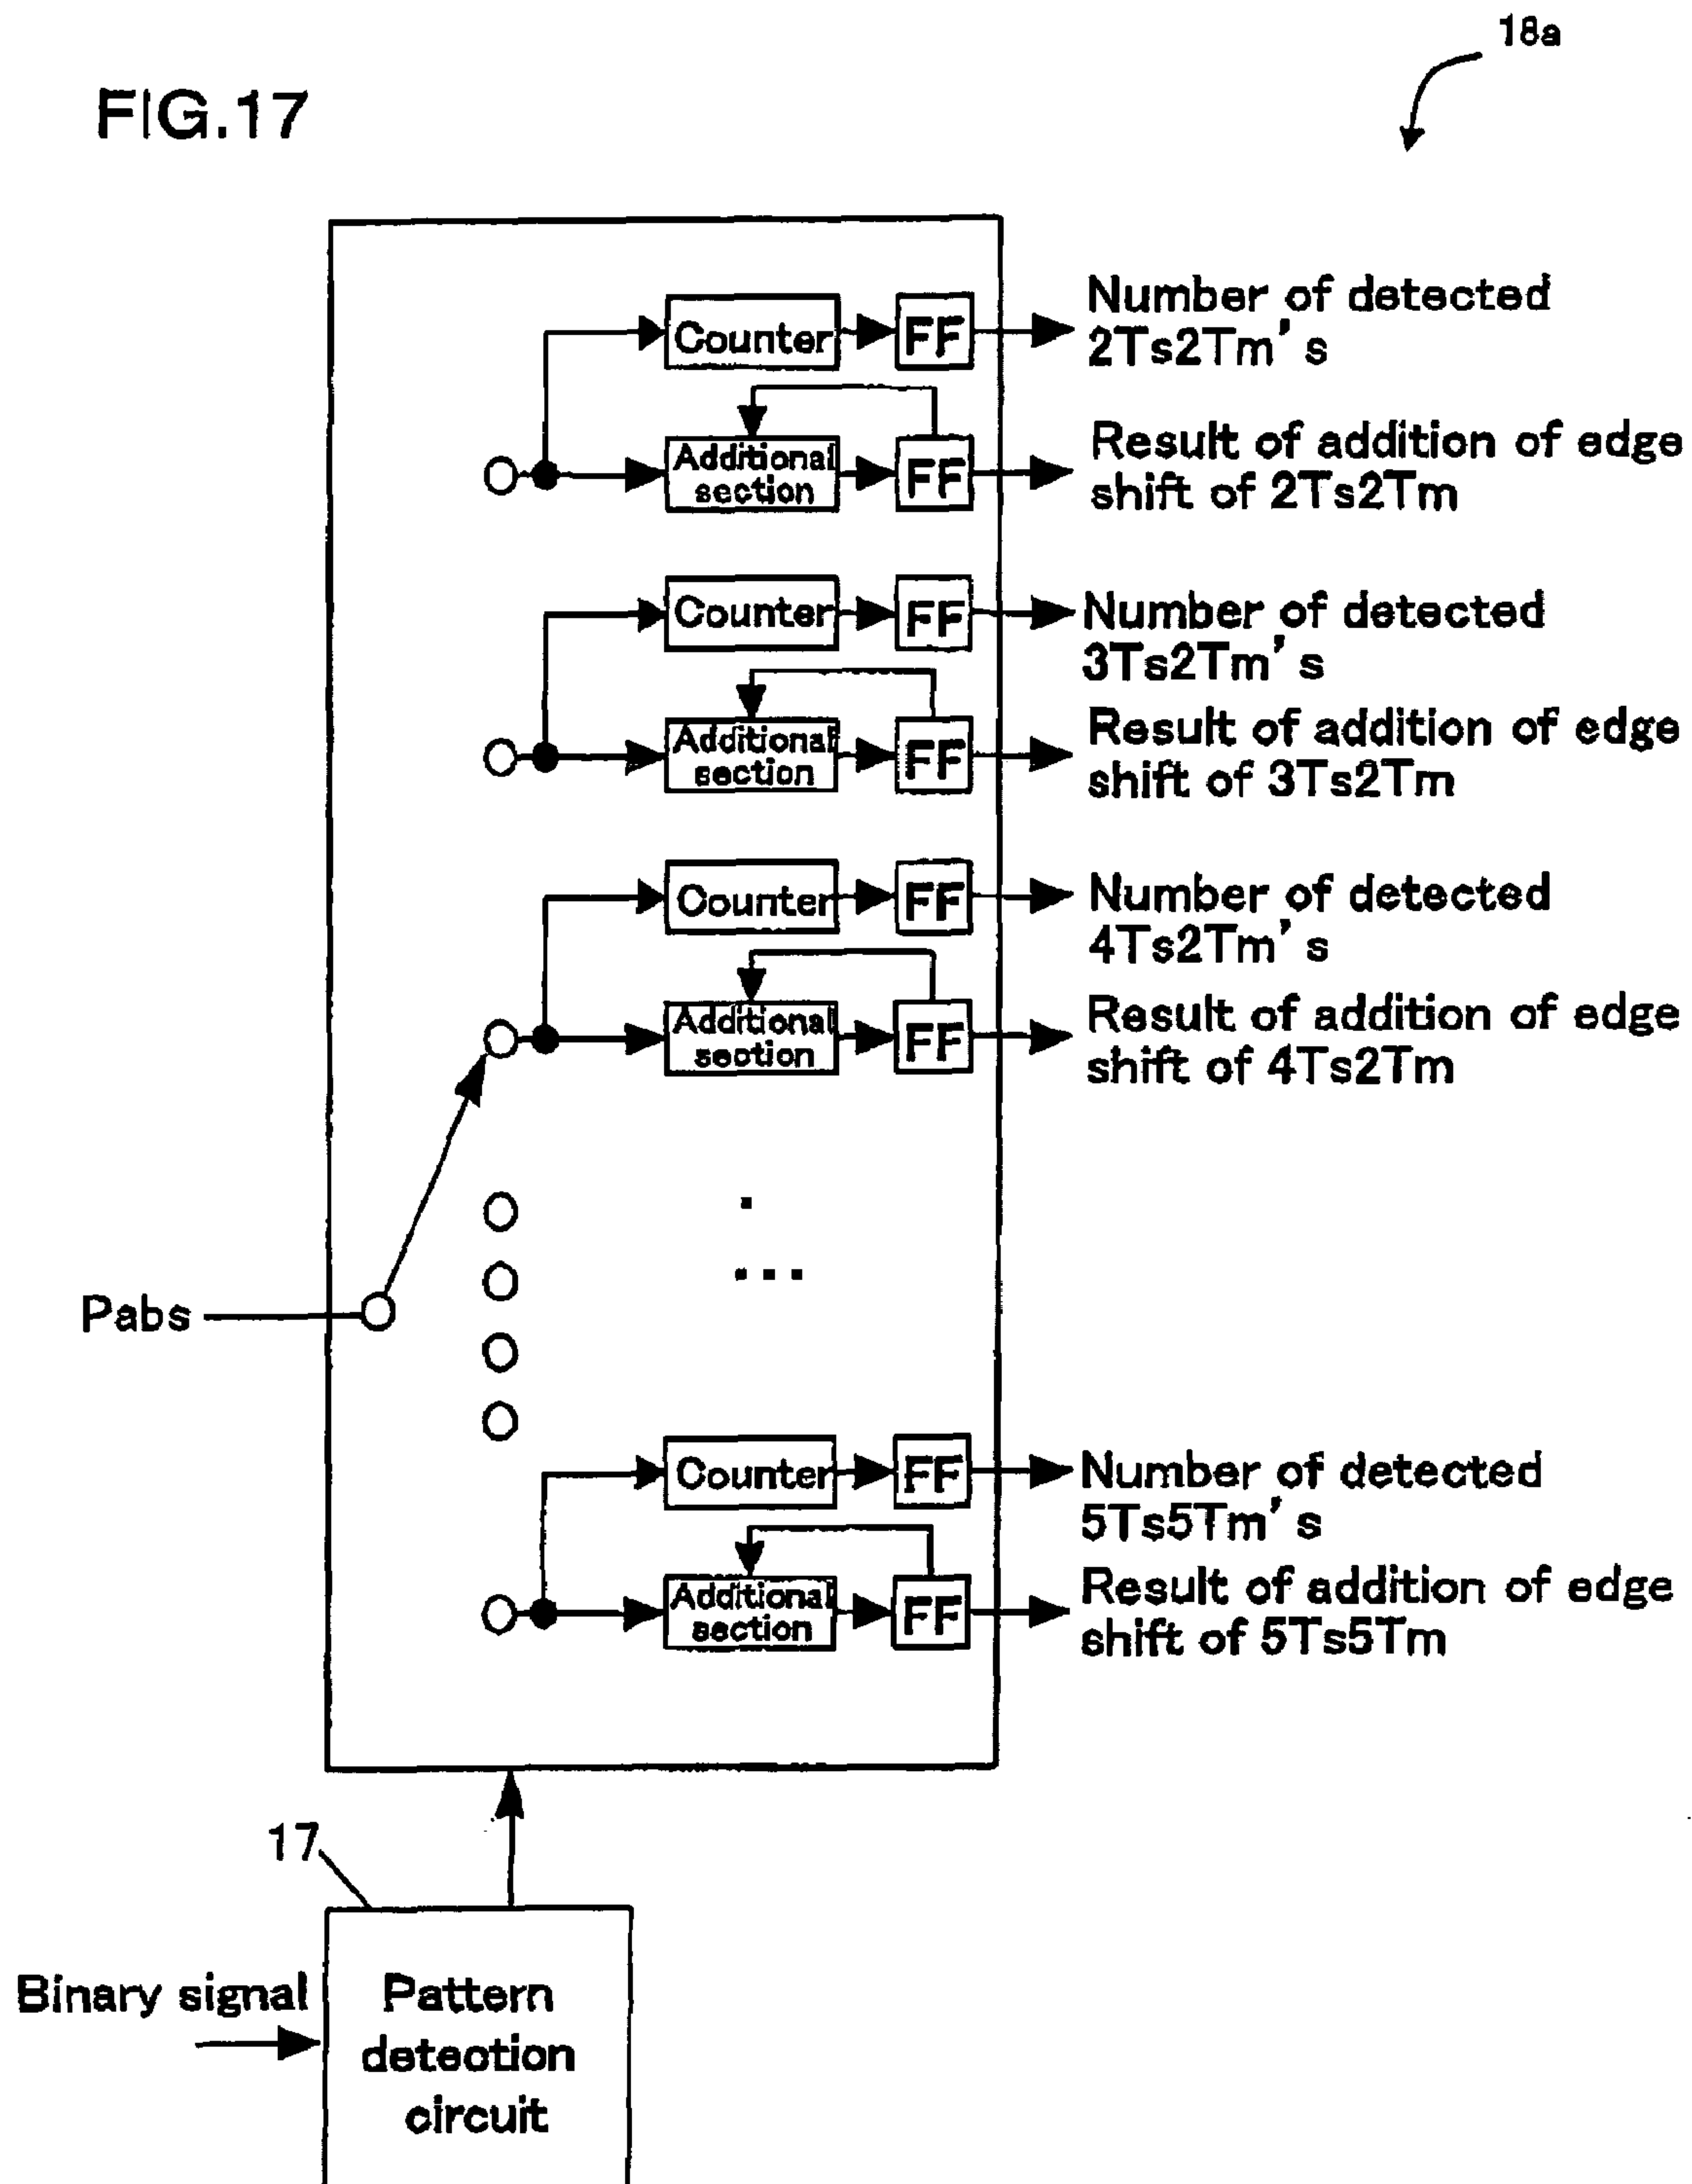 18a
FIG.17
Counter
FF
Number of detected
2Ts2Tm's
Additional
section
FF
Result of addition of edge
shift of 2Ts2Tm
Counter
FF
Number of detected
3Ts2Tm's
Additional
section
FF
Result of addition of edge
shift of 3Ts2Tm
Counter
FF
Number of detected
4Ts2Tm's
Additional
section
FF
Result of addition of edge
shift of 4Ts2Tm
Pabs
Counter
FF
Number of detected
5Ts5Tm's
Additional
section
FF
Result of addition of edge
shift of 5Ts5Tm
17
Binary signal
Pattern
detection
circuit